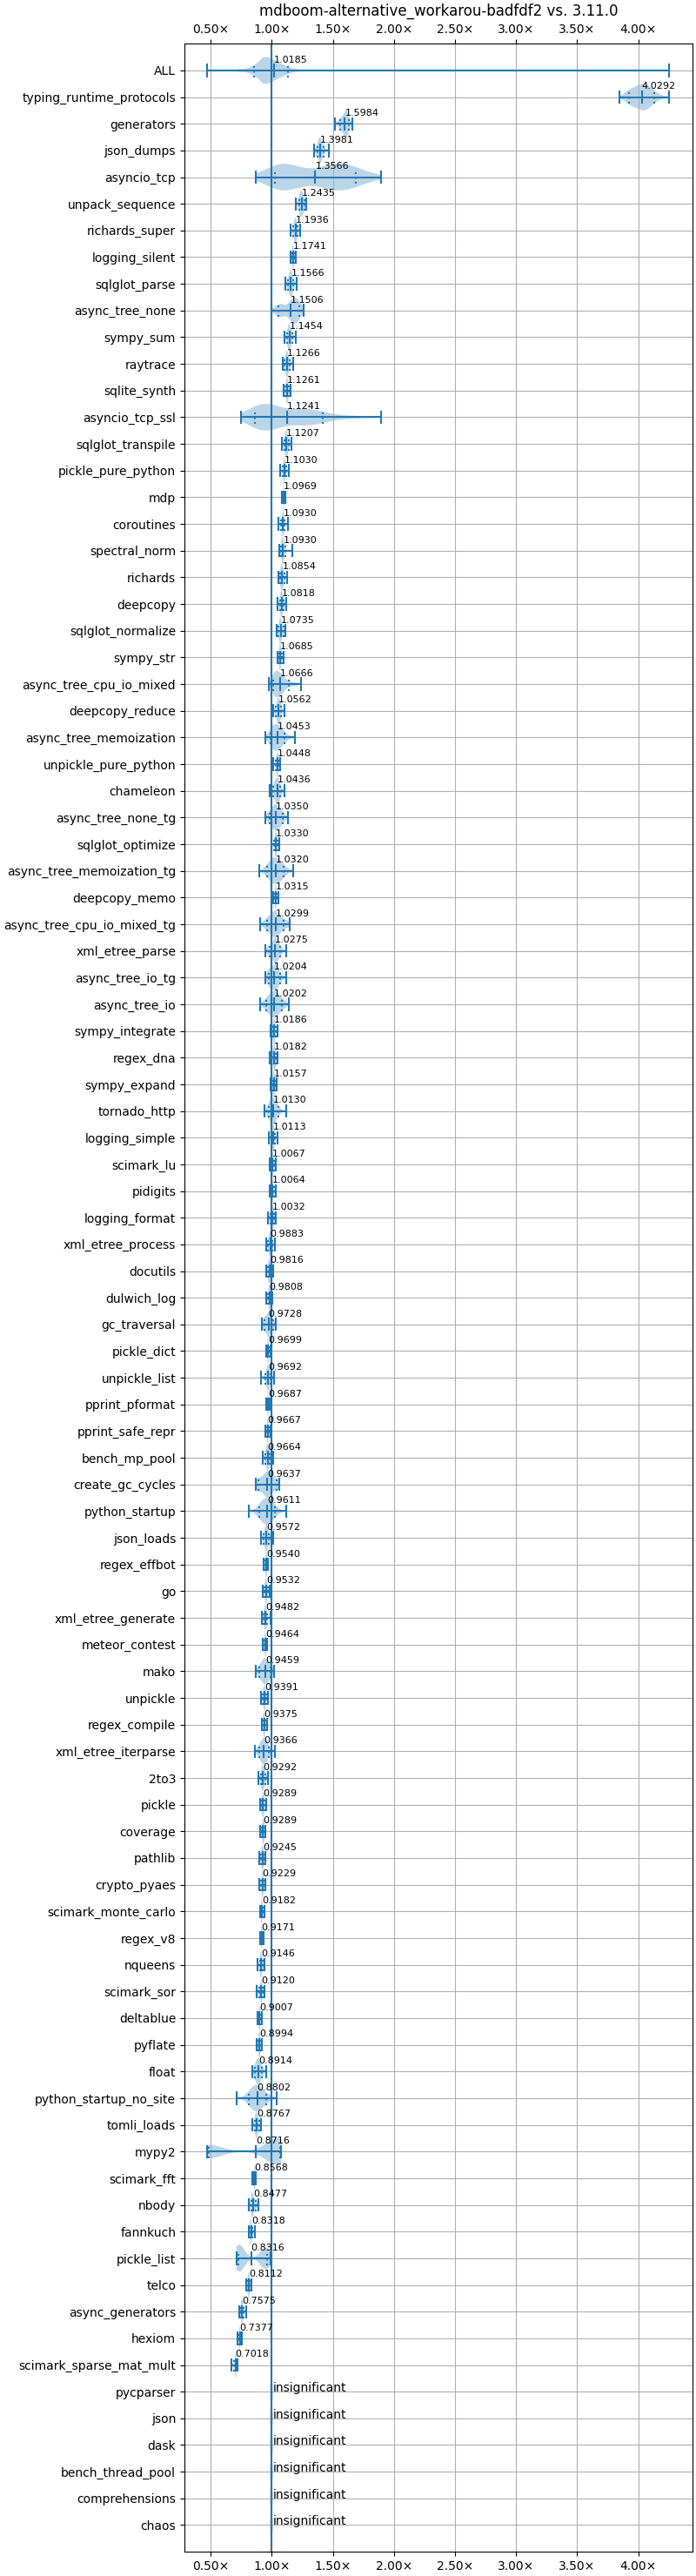 mdboom-alternative_workarou-badfdf2 vs. 3.11.0
0.50× 1.00× 1.50× 2.00× 2.50× 3.00× 3.50× 4.00×
ALL 1.0185
typing_runtime_protocols 4.0292
generators 1.5984
json_dumps 1.3981
asyncio_tcp 1.3566
unpack_sequence 1.2435
richards_super 1.1936
logging_silent 1.1741
sqlglot_parse 1.1566
async_tree_none 1.1506
sympy_sum 1.1454
raytrace 1.1266
sqlite_synth 1.1261
asyncio_tcp_ssl 1.1241
sqlglot_transpile 1.1207
pickle_pure_python 1.1030
mdp 1.0969
coroutines 1.0930
spectral_norm 1.0930
richards 1.0854
deepcopy 1.0818
sqlglot_normalize 1.0735
sympy_str 1.0685
async_tree_cpu_io_mixed 1.0666
deepcopy_reduce 1.0562
async_tree_memoization 1.0453
unpickle_pure_python 1.0448
chameleon 1.0436
async_tree_none_tg 1.0350
sqlglot_optimize 1.0330
async_tree_memoization_tg 1.0320
deepcopy_memo 1.0315
async_tree_cpu_io_mixed_tg 1.0299
xml_etree_parse 1.0275
async_tree_io_tg 1.0204
async_tree_io 1.0202
sympy_integrate 1.0186
regex_dna 1.0182
sympy_expand 1.0157
tornado_http 1.0130
logging_simple 1.0113
scimark_lu 1.0067
pidigits 1.0064
logging_format 1.0032
xml_etree_process 0.9883
docutils 0.9816
dulwich_log 0.9808
gc_traversal 0.9728
pickle_dict 0.9699
unpickle_list 0.9692
pprint_pformat 0.9687
pprint_safe_repr 0.9667
bench_mp_pool 0.9664
create_gc_cycles 0.9637
python_startup 0.9611
json_loads 0.9572
regex_effbot 0.9540
go 0.9532
xml_etree_generate 0.9482
meteor_contest 0.9464
mako 0.9459
unpickle 0.9391
regex_compile 0.9375
xml_etree_iterparse 0.9366
2to3 0.9292
pickle 0.9289
coverage 0.9289
pathlib 0.9245
crypto_pyaes 0.9229
scimark_monte_carlo 0.9182
regex_v8 0.9171
nqueens 0.9146
scimark_sor 0.9120
deltablue 0.9007
pyflate 0.8994
float 0.8914
python_startup_no_site 0.8802
tomli_loads 0.8767
mypy2 0.8716
scimark_fft 0.8568
nbody 0.8477
fannkuch 0.8318
pickle_list 0.8316
telco 0.8112
async_generators 0.7575
hexiom 0.7377
scimark_sparse_mat_mult 0.7018
pycparser insignificant
json insignificant
dask insignificant
bench_thread_pool insignificant
comprehensions insignificant
chaos insignificant
0.50× 1.00× 1.50× 2.00× 2.50× 3.00× 3.50× 4.00×